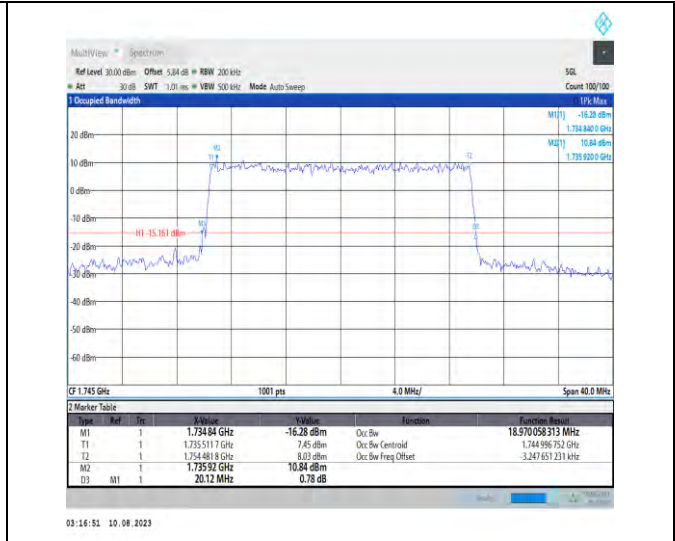 MultiView Spectrum
Ref Level 30.00 dBm Offset 5.84 dB RBW 200 kHz SGL
Att 30 dB SWT 1.01 ms VBW 500 kHz Mode Auto Sweep Count 100/100
1 Occupied Bandwidth 1Pk Max
M1[1] -16.28 dBm
1.734 840 0 GHz
20 dBm
M2[1] 10.84 dBm
1.735 920 0 GHz
M2
T1 T2
10 dBm
0 dBm
-10 dBm
H1 -15.161 dBm
-20 dBm
-30 dBm
-40 dBm
-50 dBm
-60 dBm
CF 1.745 GHz 1001 pts 4.0 MHz/ Span 40.0 MHz
2 Marker Table
Type Ref Trc X-Value Y-Value Function Function Result
M1 1 1.734 84 GHz -16.28 dBm Occ Bw 18.970 058 313 MHz
T1 1 1.735 511 7 GHz 7.45 dBm Occ Bw Centroid 1.744 996 752 GHz
T2 1 1.754 481 8 GHz 8.03 dBm Occ Bw Freq Offset -3.247 651 231 kHz
M2 1 1.735 92 GHz 10.84 dBm
D3 M1 1 20.12 MHz 0.78 dB
03:16:51 10.08.2023